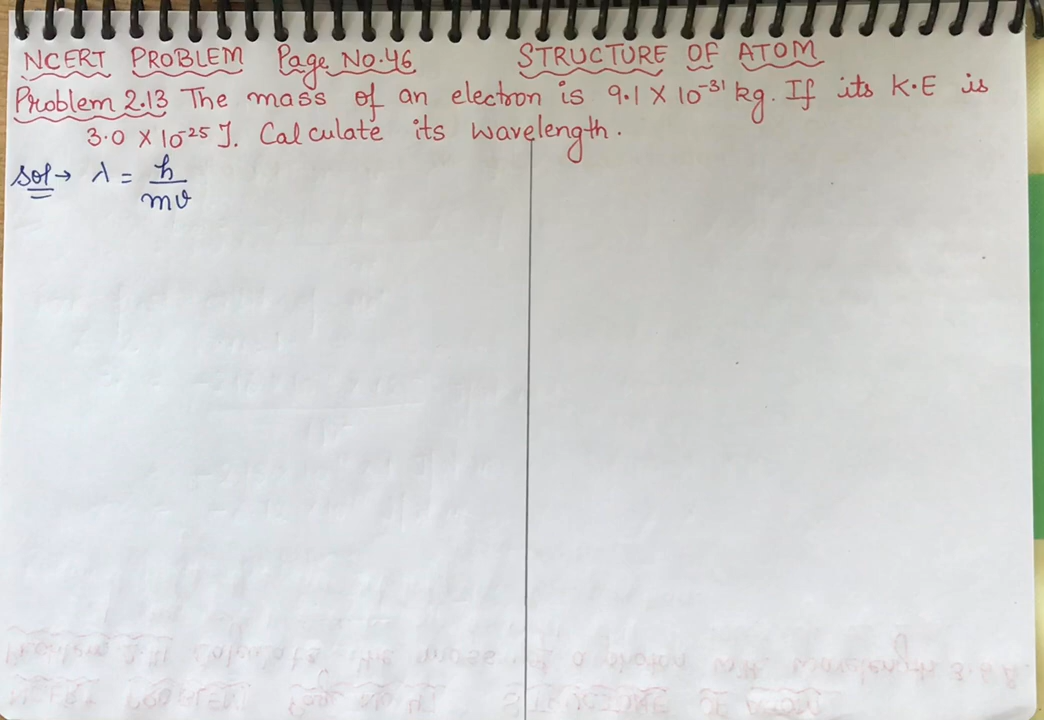 NCERT PROBLEM Page No.46 STRUCTURE OF ATOM
Problem 2.13 The mass of an electron is 9.1 X 10⁻³¹ kg. If its K.E is
3.0 X 10⁻²⁵ J. Calculate its wavelength.
Sol → λ = h/mv